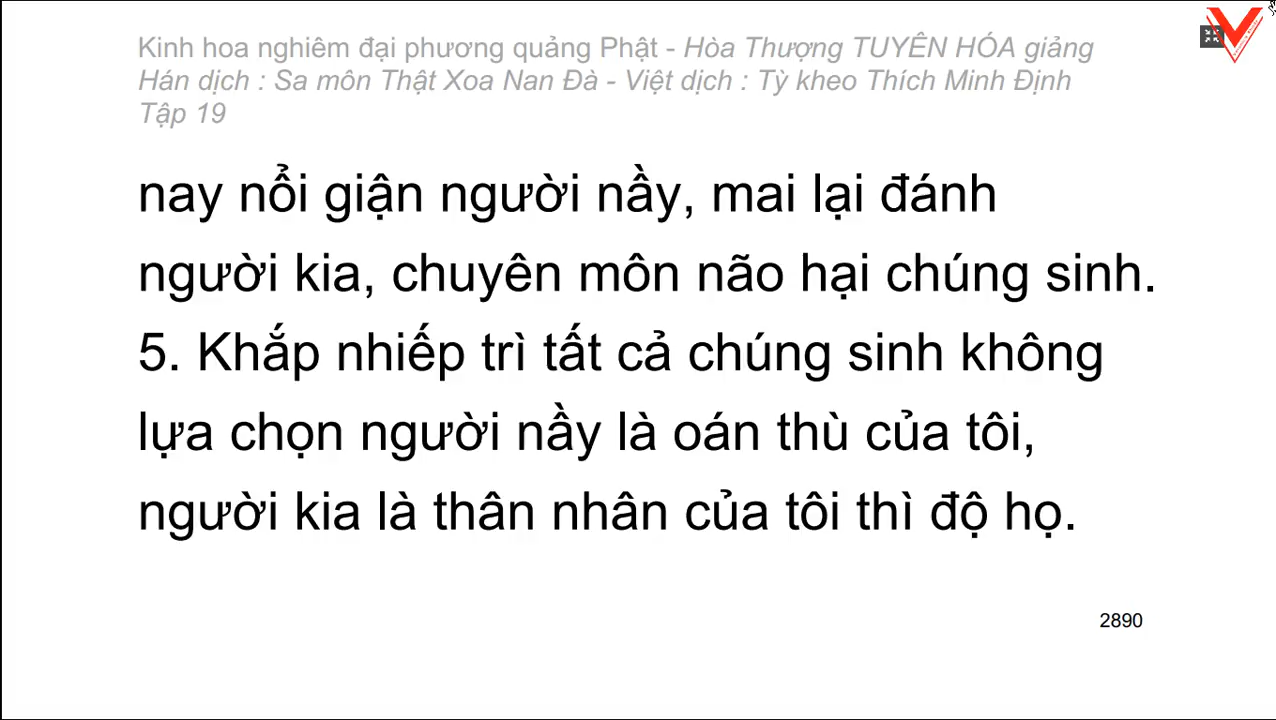 Kinh hoa nghiêm đại phương quảng Phật - Hòa Thượng TUYÊN HÓA giảng
Hán dịch : Sa môn Thật Xoa Nan Đà - Việt dịch : Tỳ kheo Thích Minh Định
Tập 19
nay nổi giận người nầy, mai lại đánh
người kia, chuyên môn não hại chúng sinh.
5. Khắp nhiếp trì tất cả chúng sinh không
lựa chọn người nầy là oán thù của tôi,
người kia là thân nhân của tôi thì độ họ.
2890